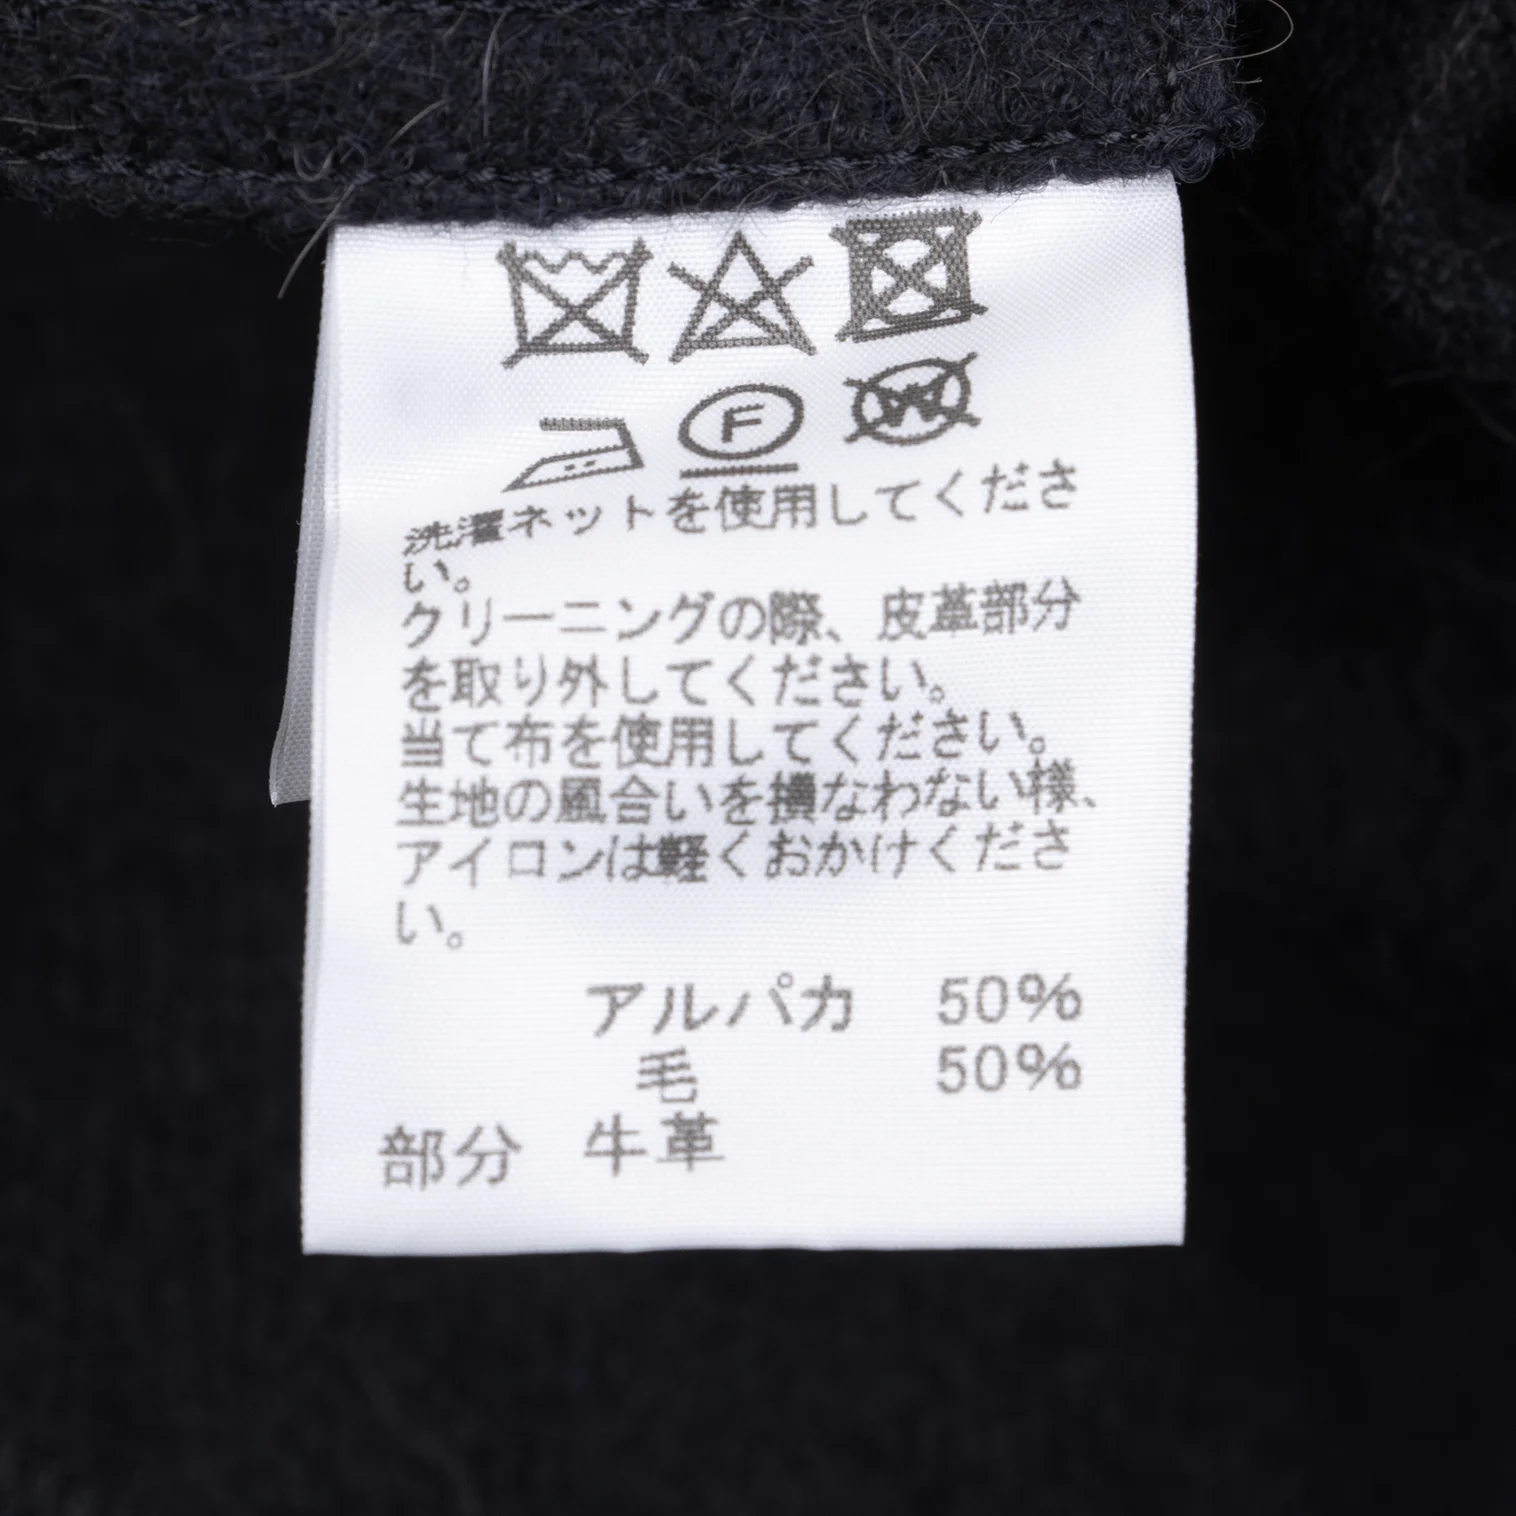 F
W
洗濯ネットを使用してくださ
い。
クリーニングの際、皮革部分
を取り外してください。
当て布を使用してください。
生地の風合いを損なわない様、
アイロンは軽くおかけくださ
い。
アルパカ 50%
毛 50%
部分 牛革